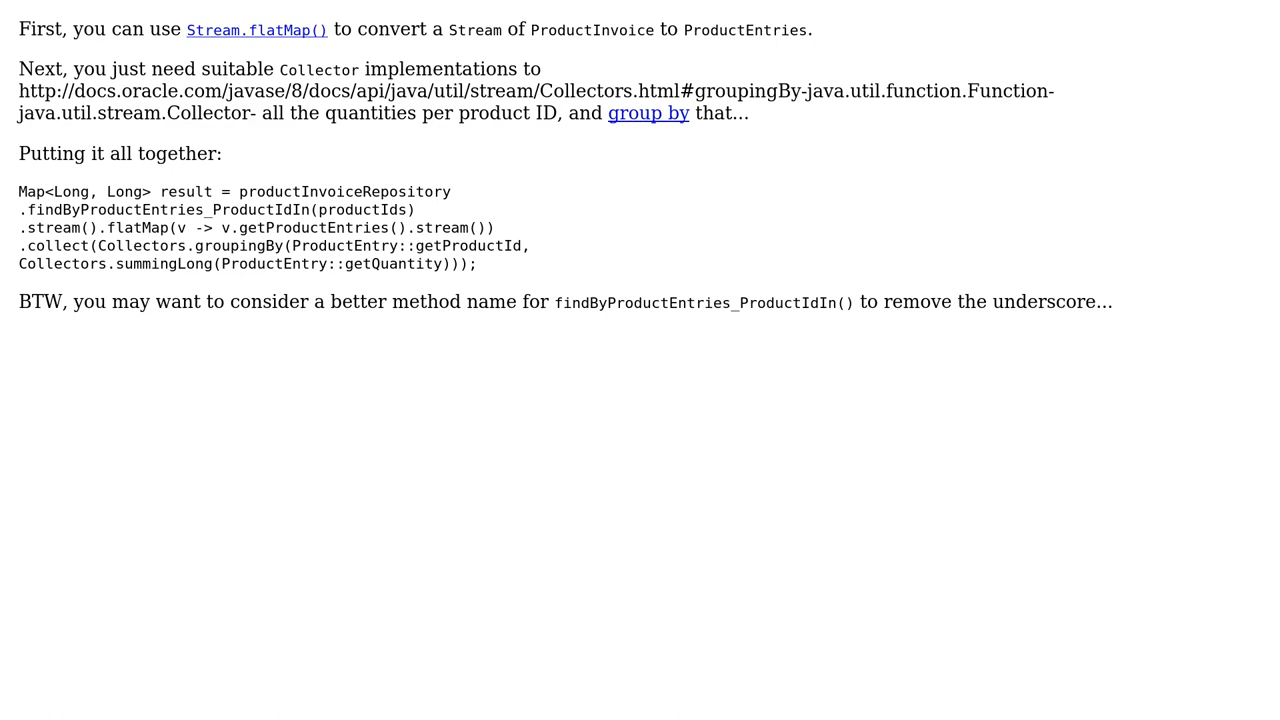 First, you can use Stream.flatMap() to convert a Stream of ProductInvoice to ProductEntries.
Next, you just need suitable Collector implementations to
http://docs.oracle.com/javase/8/docs/api/java/util/stream/Collectors.html#groupingBy-java.util.function.Function-
java.util.stream.Collector- all the quantities per product ID, and group by that...
Putting it all together:
Map<Long, Long> result = productInvoiceRepository
.findByProductEntries_ProductIdIn(productIds)
.stream().flatMap(v -> v.getProductEntries().stream())
.collect(Collectors.groupingBy(ProductEntry::getProductId,
Collectors.summingLong(ProductEntry::getQuantity)));
BTW, you may want to consider a better method name for findByProductEntries_ProductIdIn() to remove the underscore...